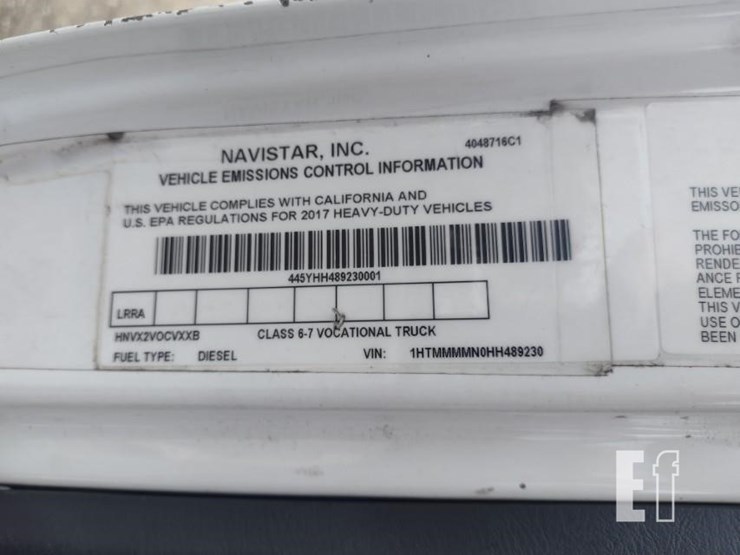 NAVISTAR, INC.
4048716C1
VEHICLE EMISSIONS CONTROL INFORMATION
THIS VEHICLE COMPLIES WITH CALIFORNIA AND
U.S. EPA REGULATIONS FOR 2017 HEAVY-DUTY VEHICLES
445YHH489230001
LRRA
HNVX2VOCVXXB CLASS 6-7 VOCATIONAL TRUCK
FUEL TYPE: DIESEL VIN: 1HTMMMMN0HH489230
THIS VE
EMISSO
THE FO
PROHIB
RENDE
ANCE
ELEME
THIS V
USE O
BEEN
Ef